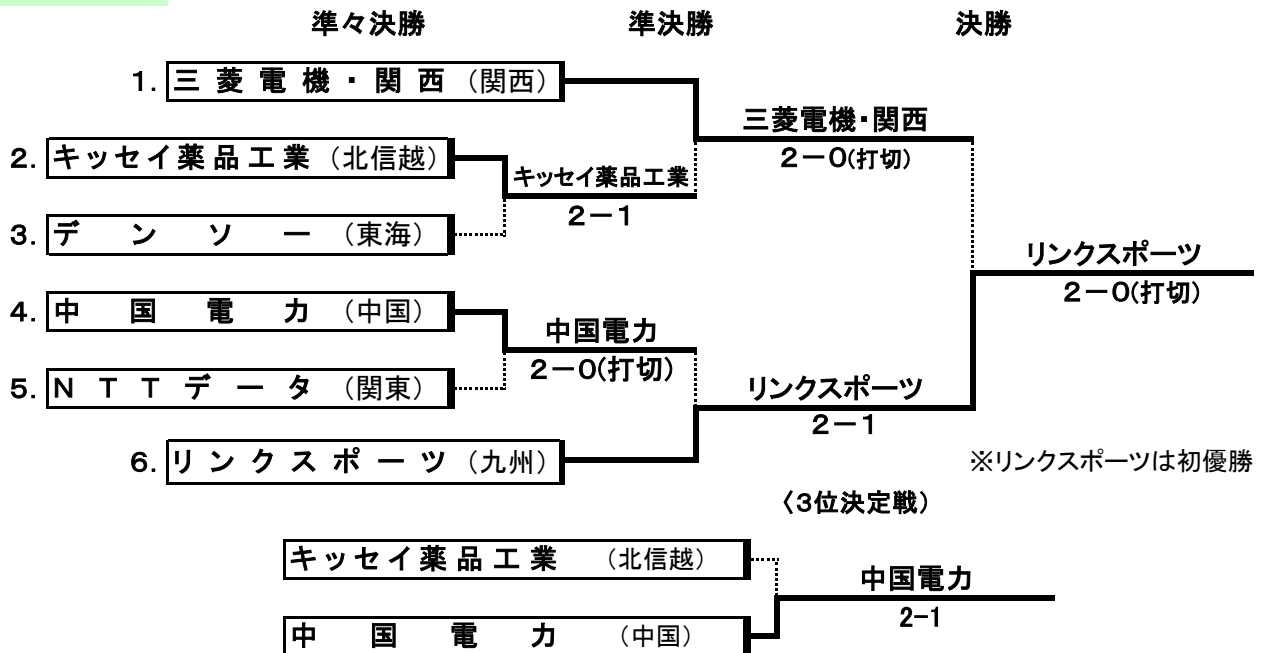 準々決勝 準決勝 決勝
1. 三菱電機・関西 (関西)
三菱電機・関西
2-0(打切)
2. キッセイ薬品工業 (北信越)
キッセイ薬品工業
2-1
3. デンソー (東海)
リンクスポーツ
2-0(打切)
4. 中国電力 (中国)
中国電力
2-0(打切)
5. NTTデータ (関東)
リンクスポーツ
2-1
6. リンクスポーツ (九州)
※リンクスポーツは初優勝
〈3位決定戦〉
キッセイ薬品工業 (北信越)
中国電力
2-1
中国電力 (中国)